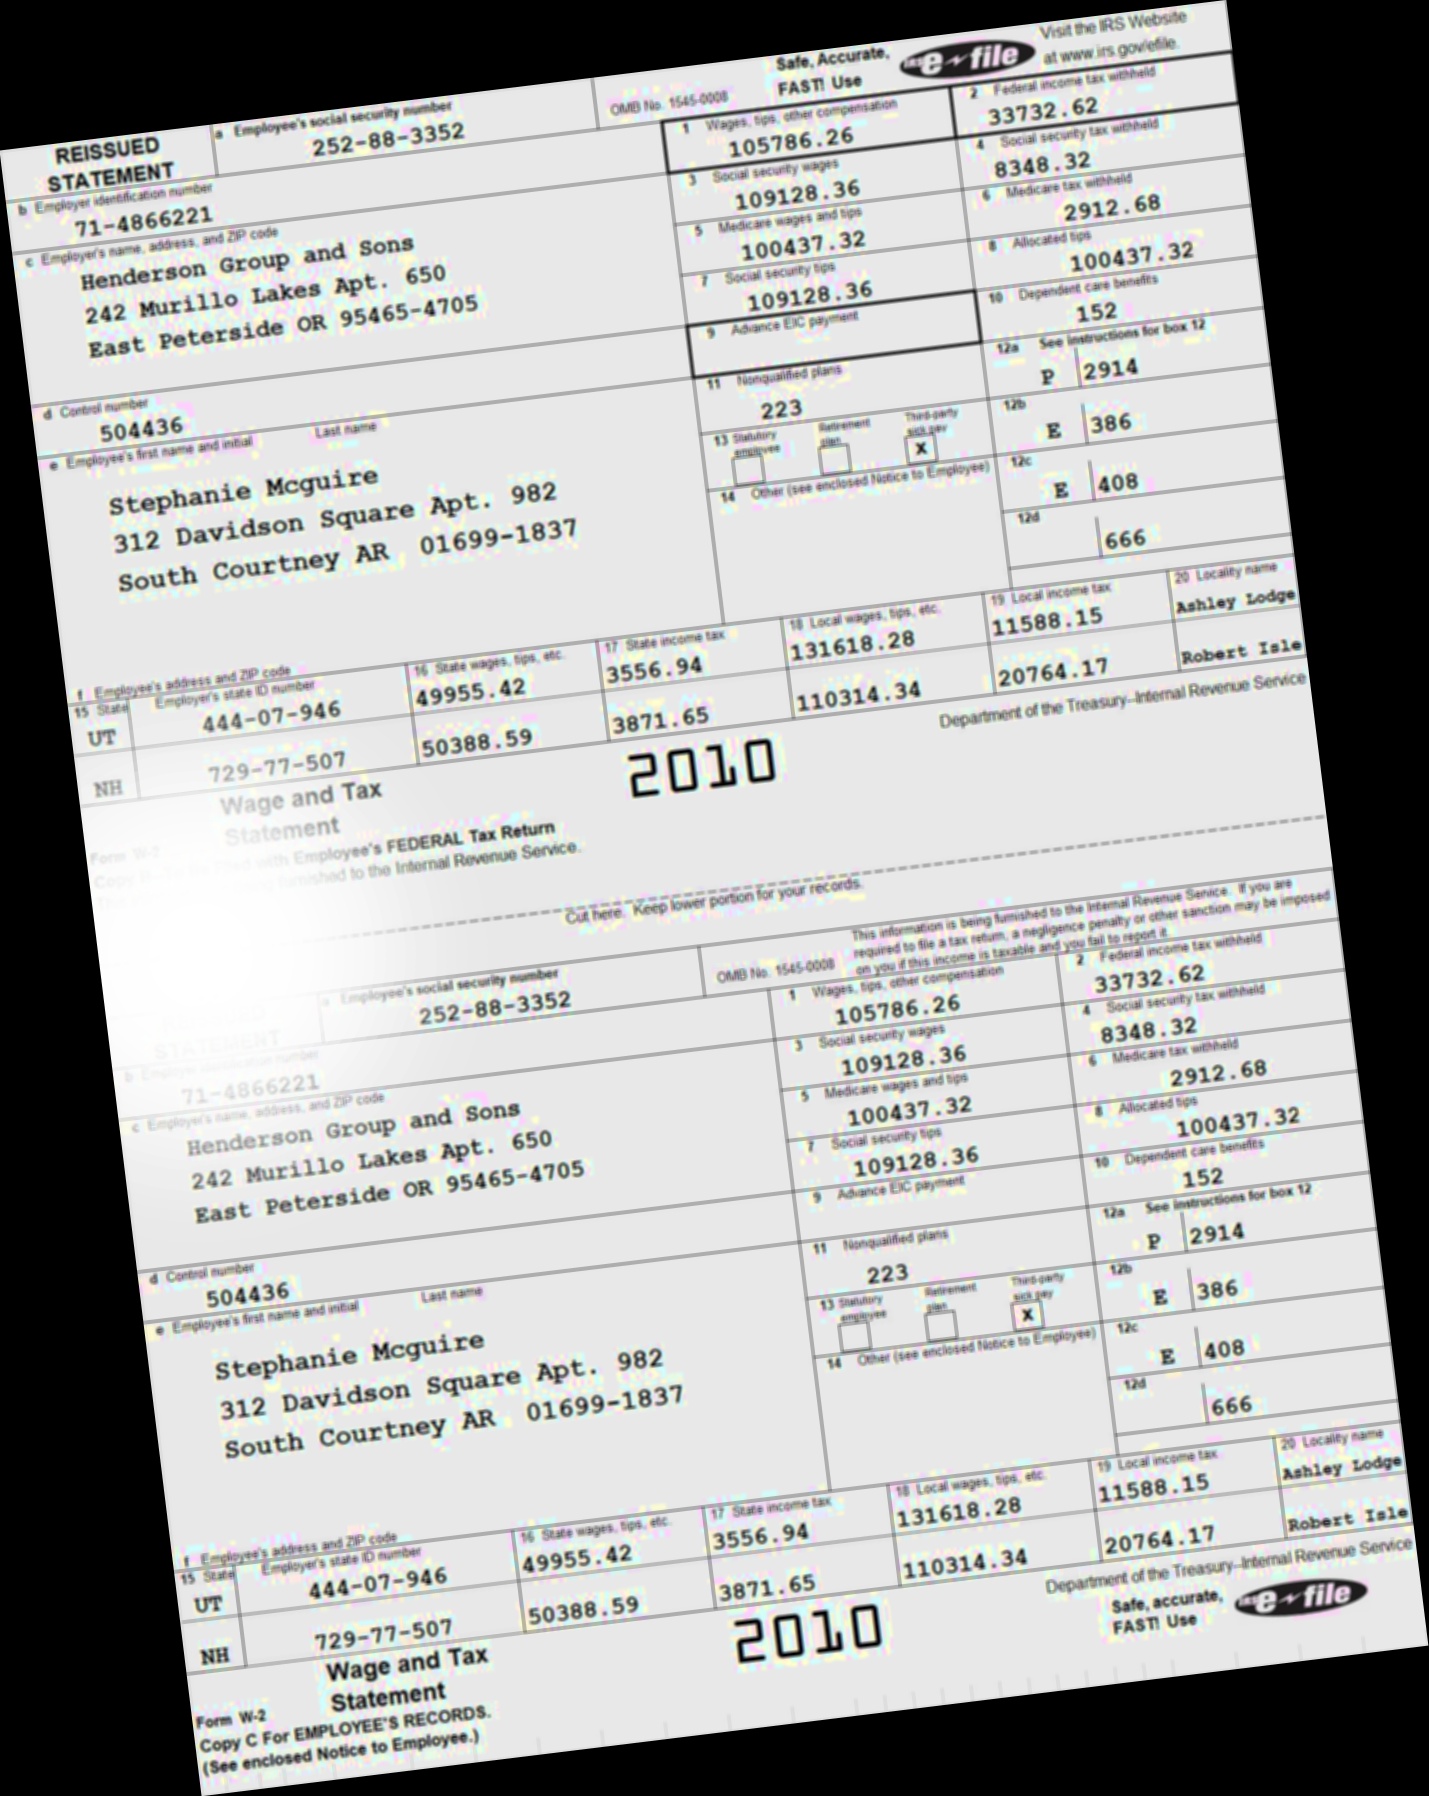 Safe, Accurate,
FAST! Use
IRS e-file
Visit the IRS Website
at www.irs.gov/efile.
REISSUED
STATEMENT
a Employee's social security number
252-88-3352
OMB No. 1545-0008
1 Wages, tips, other compensation
105786.26
2 Federal income tax withheld
33732.62
b Employer identification number
71-4866221
3 Social security wages
109128.36
4 Social security tax withheld
8348.32
c Employer's name, address, and ZIP code
Henderson Group and Sons
242 Murillo Lakes Apt. 650
East Peterside OR 95465-4705
5 Medicare wages and tips
100437.32
6 Medicare tax withheld
2912.68
7 Social security tips
109128.36
8 Allocated tips
100437.32
9 Advance EIC payment
10 Dependent care benefits
152
d Control number
504436
11 Nonqualified plans
223
12a See instructions for box 12
P 2914
e Employee's first name and initial Last name
Stephanie Mcguire
312 Davidson Square Apt. 982
South Courtney AR 01699-1837
13 Statutory employee
Retirement plan
Third-party sick pay
X
12b
E 386
14 Other (see enclosed Notice to Employee)
12c
E 408
12d
666
f Employee's address and ZIP code
15 State Employer's state ID number
16 State wages, tips, etc.
17 State income tax
18 Local wages, tips, etc.
19 Local income tax
20 Locality name
UT 444-07-946 49955.42 3556.94 131618.28 11588.15 Ashley Lodge
NH 729-77-507 50388.59 3871.65 110314.34 20764.17 Robert Isle
Wage and Tax
Statement
2010
Department of the Treasury--Internal Revenue Service
Form W-2
with Employee's FEDERAL Tax Return
furnished to the Internal Revenue Service.
Cut here. Keep lower portion for your records.
This information is being furnished to the Internal Revenue Service. If you are
required to file a tax return, a negligence penalty or other sanction may be imposed
on you if this income is taxable and you fail to report it.
STATEMENT
Employee's social security number
252-88-3352
OMB No. 1545-0008
1 Wages, tips, other compensation
105786.26
2 Federal income tax withheld
33732.62
b Employer identification number
71-4866221
3 Social security wages
109128.36
4 Social security tax withheld
8348.32
c Employer's name, address, and ZIP code
Henderson Group and Sons
242 Murillo Lakes Apt. 650
East Peterside OR 95465-4705
5 Medicare wages and tips
100437.32
6 Medicare tax withheld
2912.68
7 Social security tips
109128.36
8 Allocated tips
100437.32
9 Advance EIC payment
10 Dependent care benefits
152
d Control number
504436
11 Nonqualified plans
223
12a See instructions for box 12
P 2914
e Employee's first name and initial Last name
Stephanie Mcguire
312 Davidson Square Apt. 982
South Courtney AR 01699-1837
13 Statutory employee
Retirement plan
Third-party sick pay
X
12b
E 386
14 Other (see enclosed Notice to Employee)
12c
E 408
12d
666
f Employee's address and ZIP code
15 State Employer's state ID number
16 State wages, tips, etc.
17 State income tax
18 Local wages, tips, etc.
19 Local income tax
20 Locality name
UT 444-07-946 49955.42 3556.94 131618.28 11588.15 Ashley Lodge
NH 729-77-507 50388.59 3871.65 110314.34 20764.17 Robert Isle
Wage and Tax
Statement
2010
Department of the Treasury--Internal Revenue Service
Safe, accurate,
FAST! Use
IRS e-file
Form W-2
Copy C For EMPLOYEE'S RECORDS.
(See enclosed Notice to Employee.)